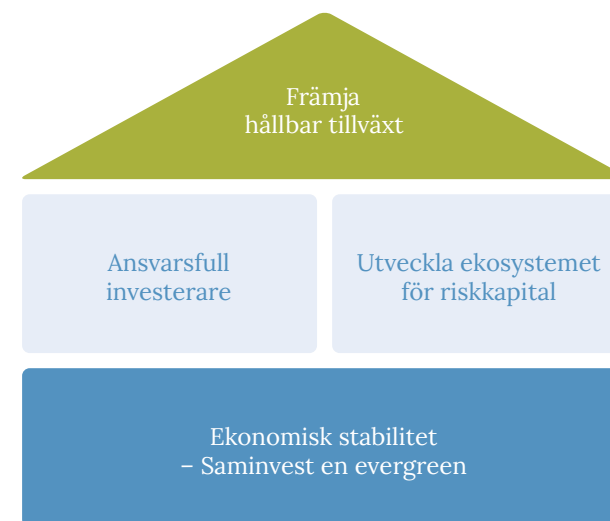 Främja
hållbar tillväxt
Ansvarsfull
investerare
Utveckla ekosystemet
för riskkapital
Ekonomisk stabilitet
– Saminvest en evergreen